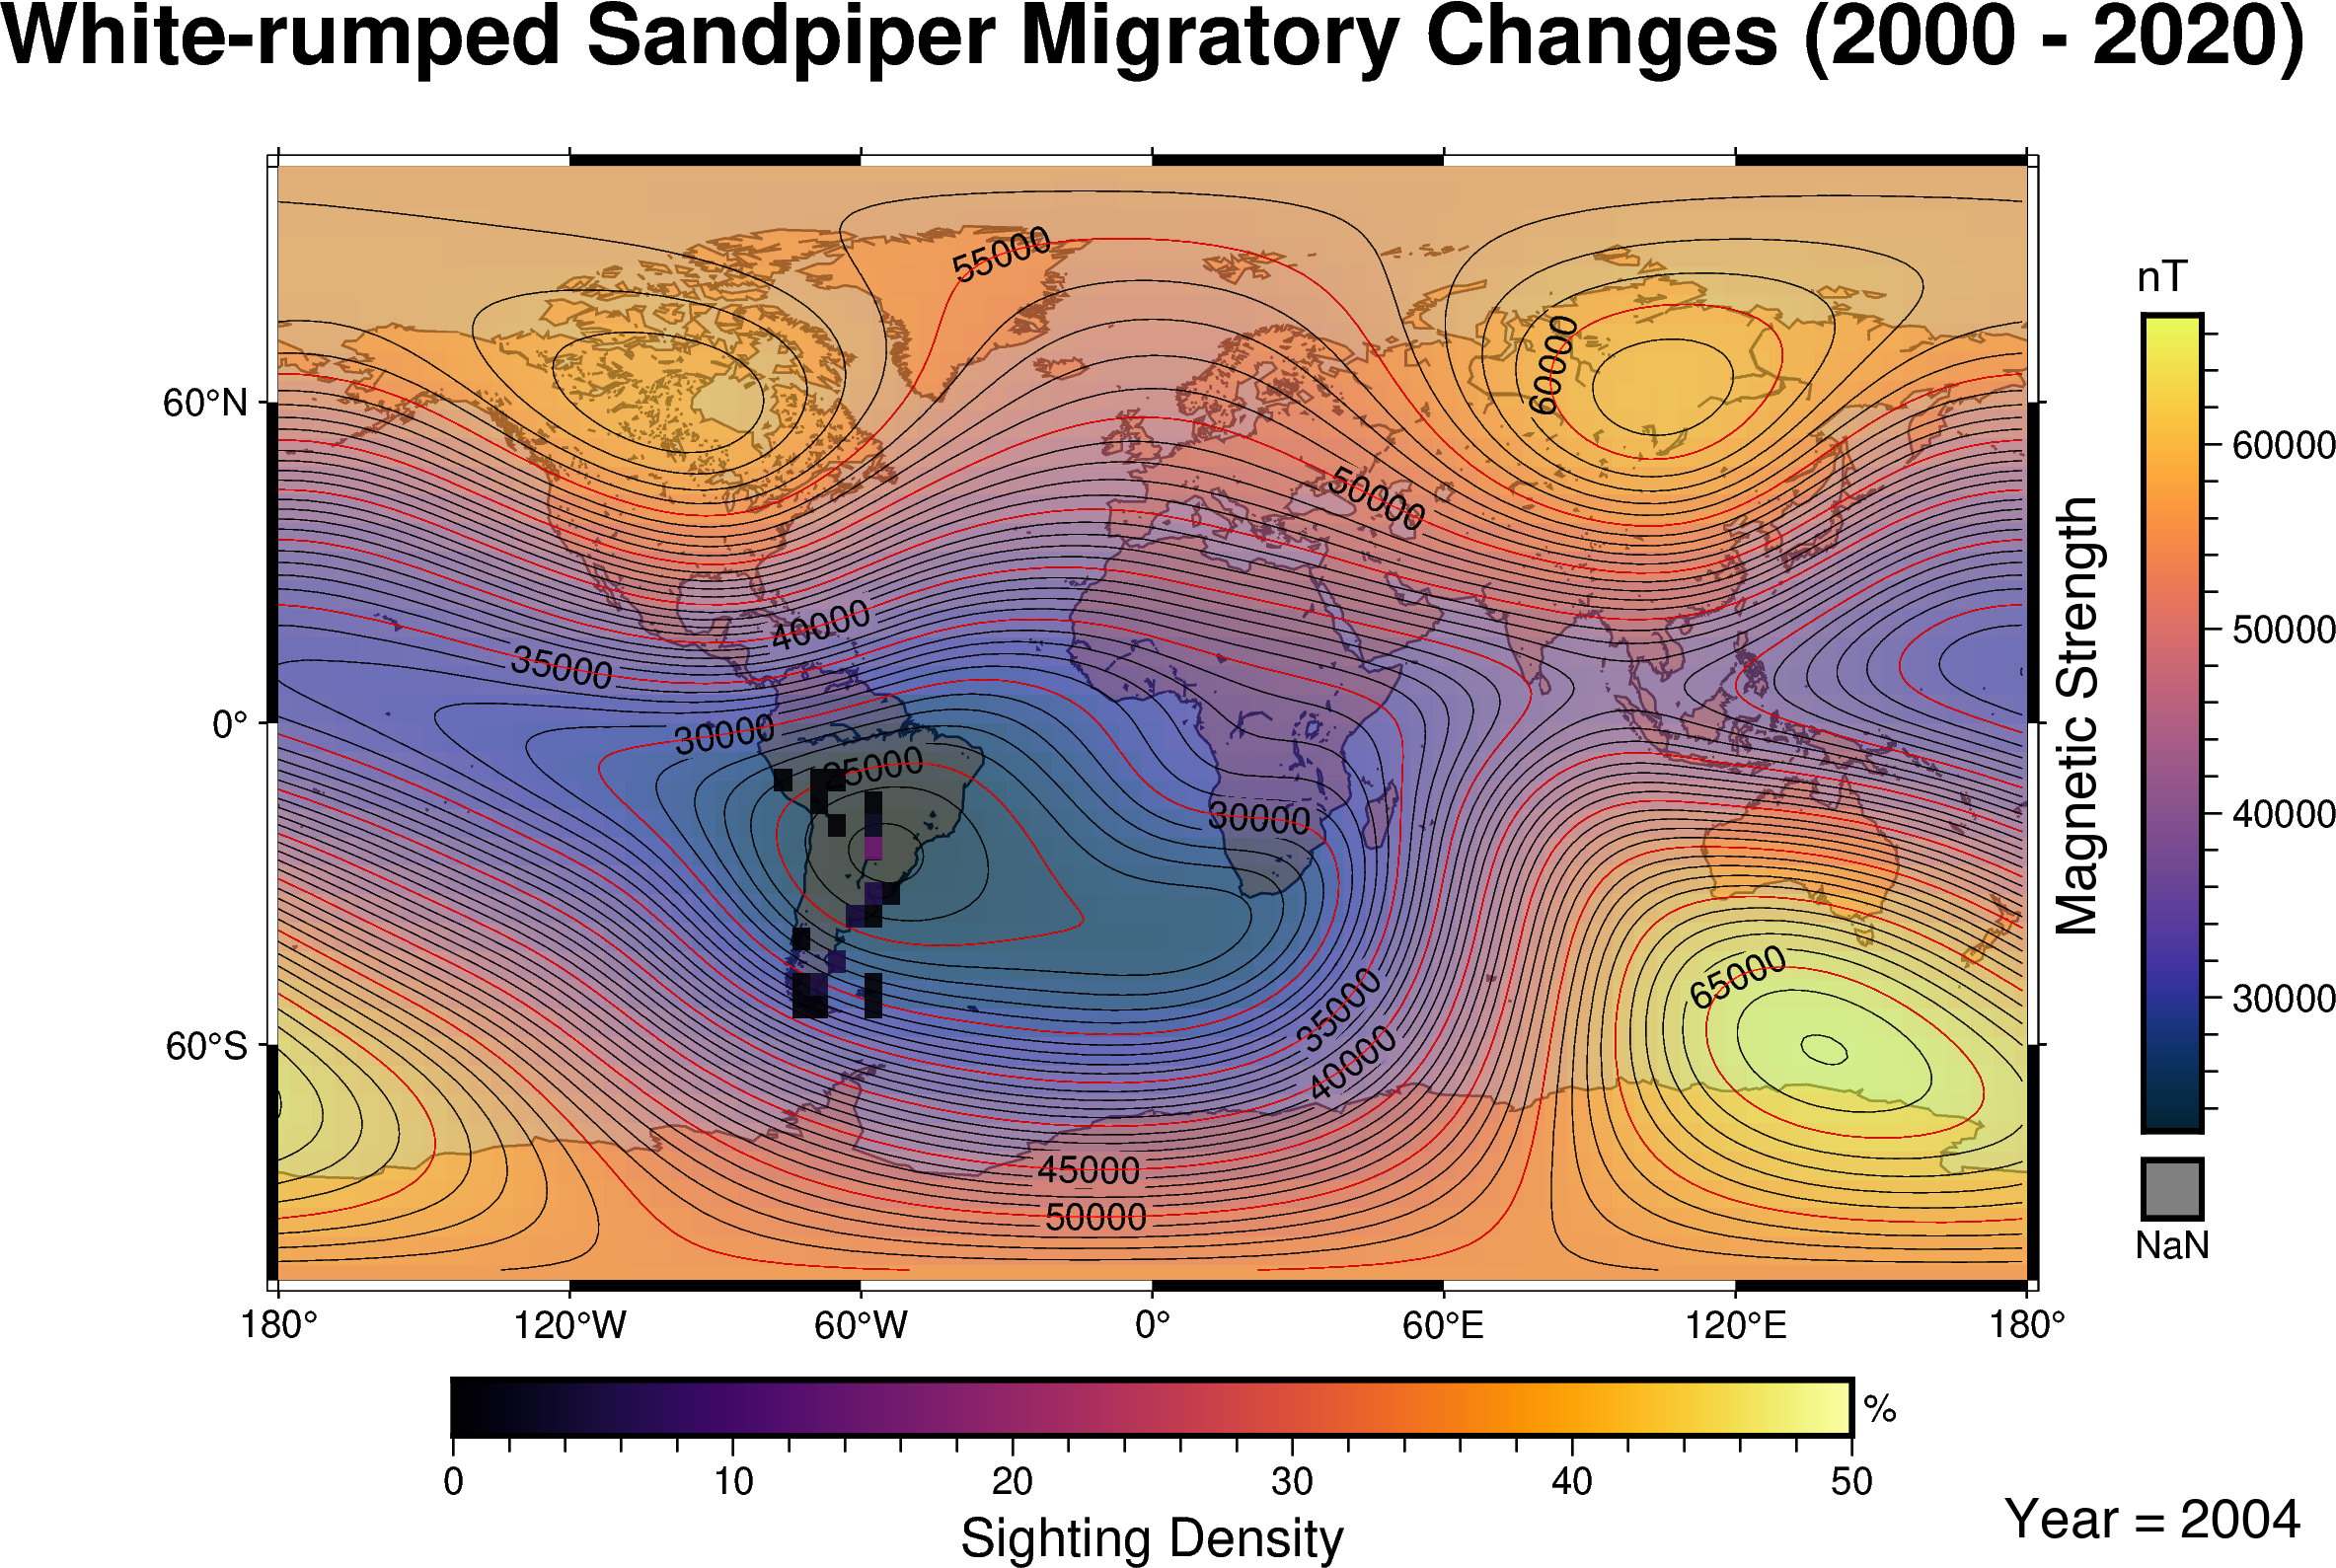 White-rumped Sandpiper Migratory Changes (2000 - 2020)
nT
55000
60000
60°N
60000
50000
50000
40000
35000
Magnetic Strength
0°
30000
25000
40000
30000
65000
35000
30000
60°S
40000
45000
50000
NaN
180°
120°W
60°W
0°
60°E
120°E
180°
%
0
10
20
30
40
50
Sighting Density
Year = 2004